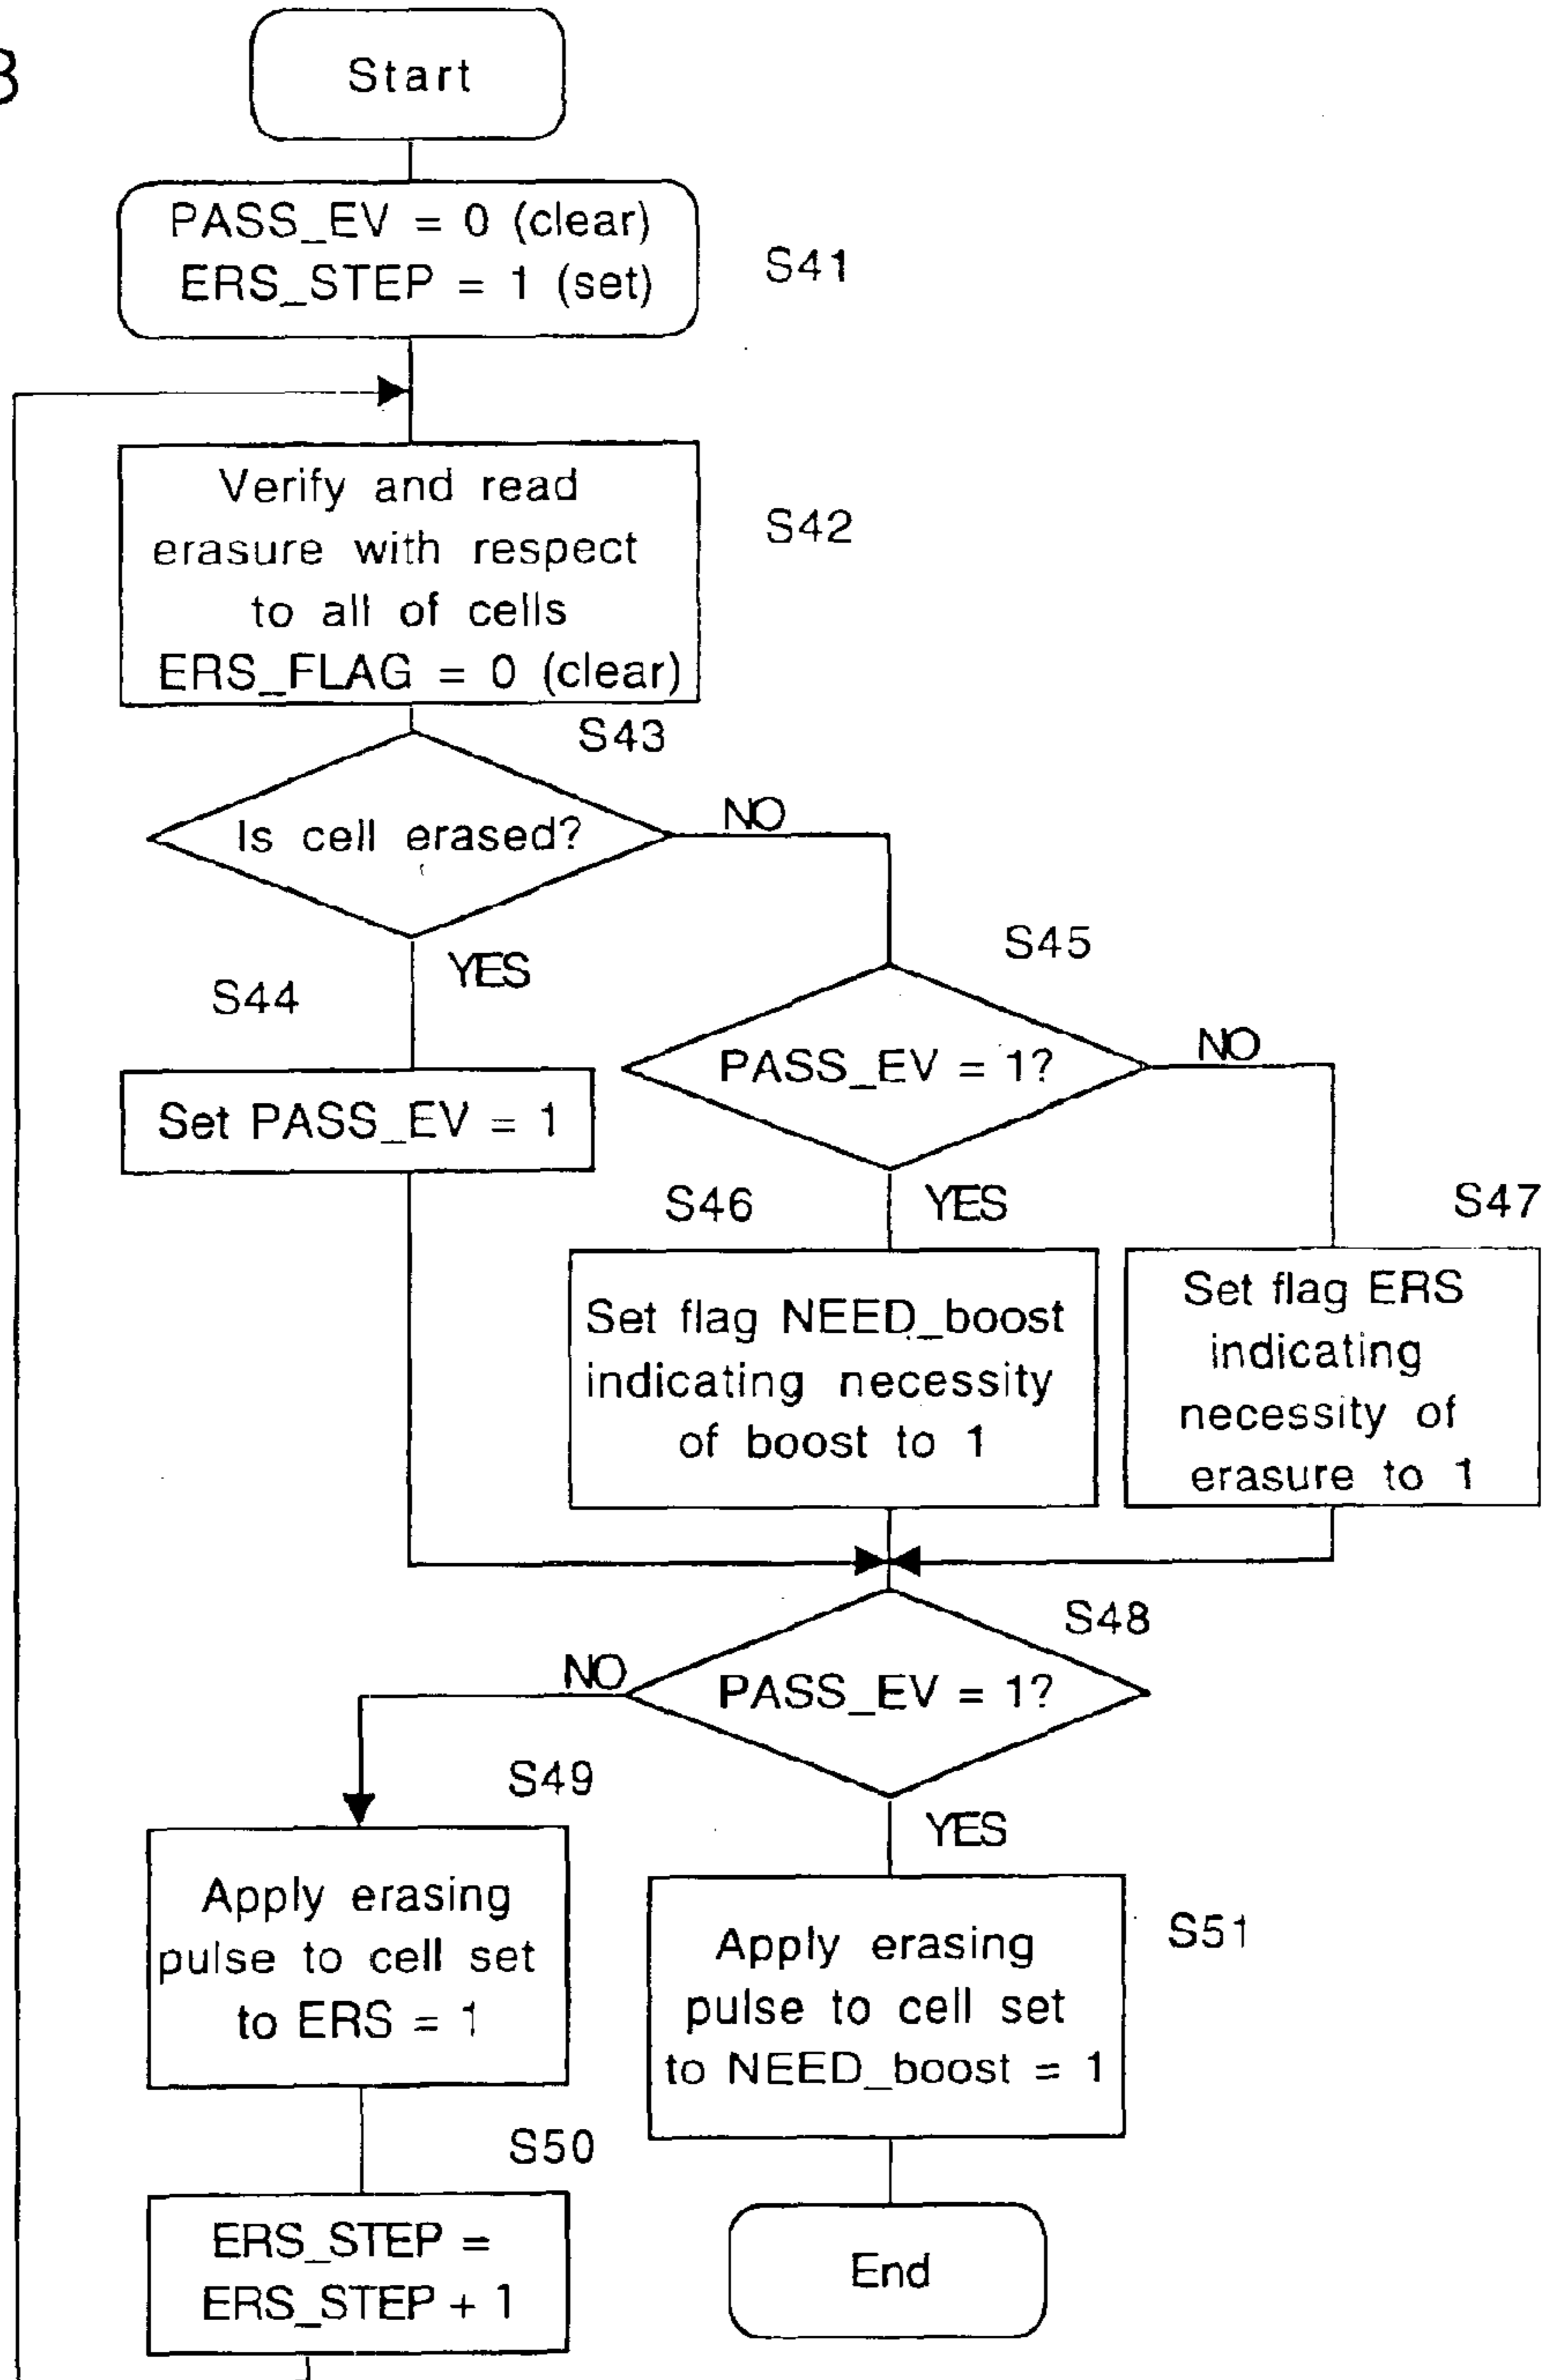 Start
PASS_EV = 0 (clear)
ERS_STEP = 1 (set)
S41
Verify and read
erasure with respect
to all of cells
ERS_FLAG = 0 (clear)
S42
S43
Is cell erased?
NO
YES
S44
S45
Set PASS_EV = 1
PASS_EV = 1?
NO
YES
S46
S47
Set flag NEED_boost
indicating necessity
of boost to 1
Set flag ERS
indicating
necessity of
erasure to 1
S48
PASS_EV = 1?
NO
YES
S49
Apply erasing
pulse to cell set
to ERS = 1
S51
Apply erasing
pulse to cell set
to NEED_boost = 1
S50
ERS_STEP =
ERS_STEP + 1
End